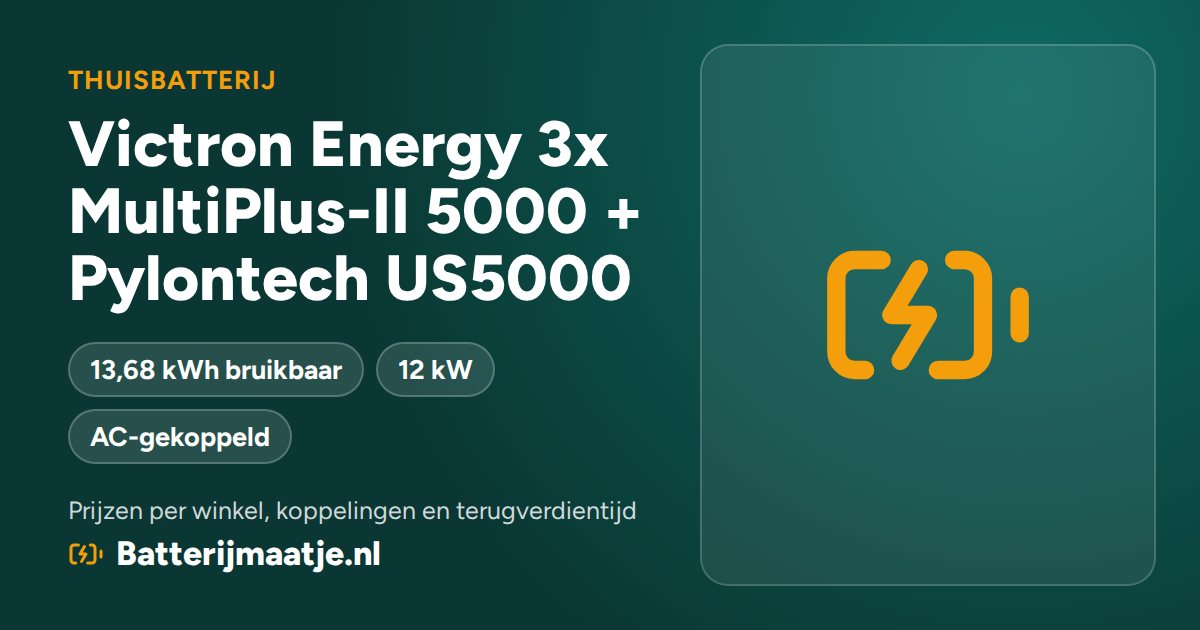 THUISBATTERIJ
Victron Energy 3x
MultiPlus-II 5000 +
Pylontech US5000
13,68 kWh bruikbaar
12 kW
AC-gekoppeld
Prijzen per winkel, koppelingen en terugverdientijd
Batterijmaatje.nl